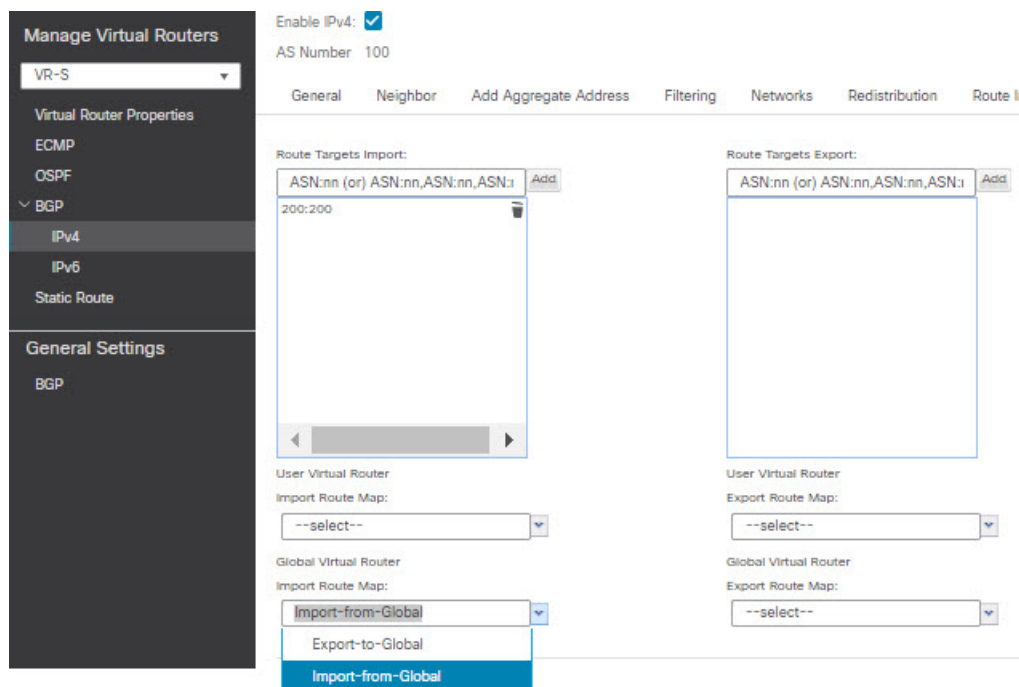 Manage Virtual Routers
VR-S
Virtual Router Properties
ECMP
OSPF
BGP
IPv4
IPv6
Static Route
General Settings
BGP
Enable IPv4:
AS Number 100
General Neighbor Add Aggregate Address Filtering Networks Redistribution Route I
Route Targets Import:
ASN:nn (or) ASN:nn,ASN:nn,ASN:r Add
200:200
User Virtual Router
Import Route Map:
--select--
Global Virtual Router
Import Route Map:
Import-from-Global
Export-to-Global
Import-from-Global
Route Targets Export:
ASN:nn (or) ASN:nn,ASN:nn,ASN:r Add
User Virtual Router
Export Route Map:
--select--
Global Virtual Router
Export Route Map:
--select--